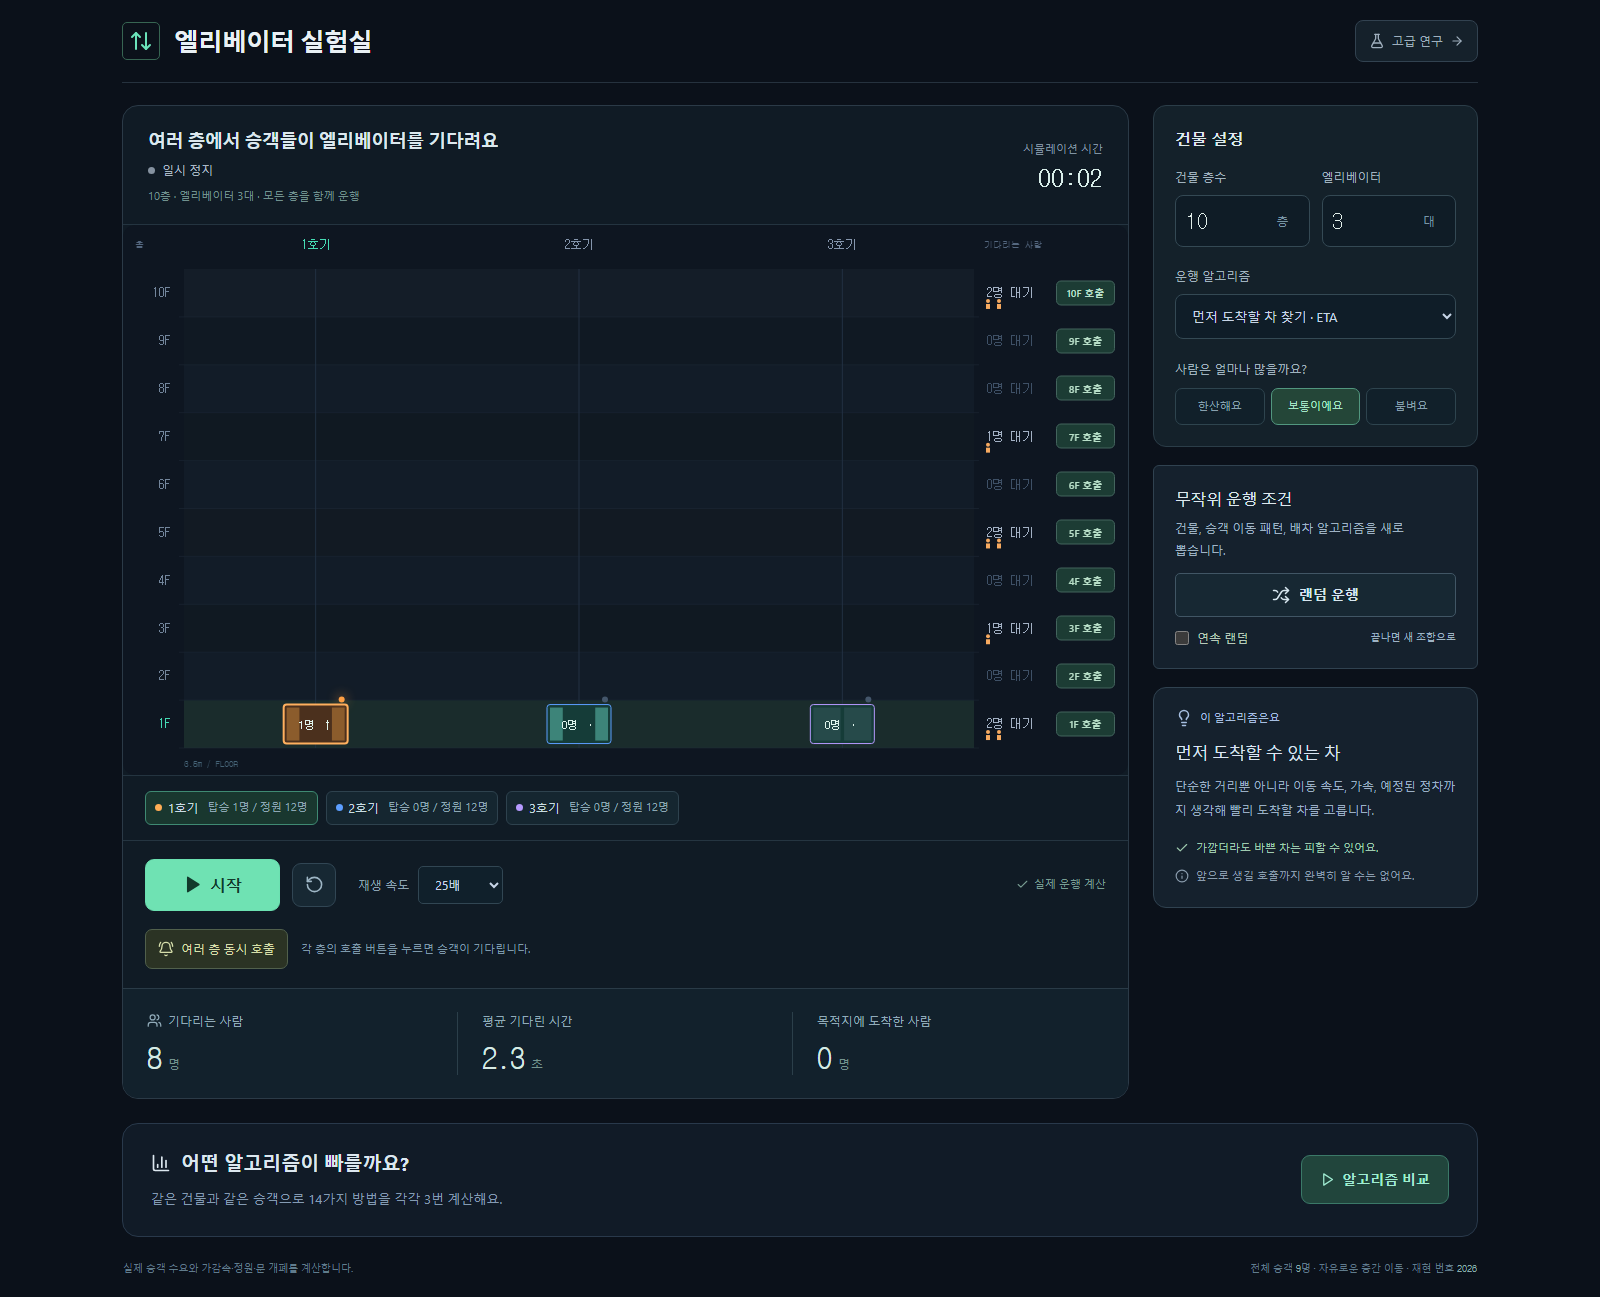 엘리베이터 실험실
고급 연구
여러 층에서 승객들이 엘리베이터를 기다려요
일시 정지
10층 · 엘리베이터 3대 · 모든 층을 함께 운행
시뮬레이션 시간
00:02
층
1호기
2호기
3호기
기다리는 사람
10F
2명 대기
10F 호출
9F
0명 대기
9F 호출
8F
0명 대기
8F 호출
7F
1명 대기
7F 호출
6F
0명 대기
6F 호출
5F
2명 대기
5F 호출
4F
0명 대기
4F 호출
3F
1명 대기
3F 호출
2F
0명 대기
2F 호출
1F
1명 ↑
0명 ·
0명 ·
2명 대기
1F 호출
3.5m / FLOOR
1호기 탑승 1명 / 정원 12명
2호기 탑승 0명 / 정원 12명
3호기 탑승 0명 / 정원 12명
시작
재생 속도
25배
실제 운행 계산
여러 층 동시 호출
각 층의 호출 버튼을 누르면 승객이 기다립니다.
기다리는 사람
8 명
평균 기다린 시간
2.3 초
목적지에 도착한 사람
0 명
건물 설정
건물 층수
10 층
엘리베이터
3 대
운행 알고리즘
먼저 도착할 차 찾기 · ETA
사람은 얼마나 많을까요?
한산해요
보통이에요
붐벼요
무작위 운행 조건
건물, 승객 이동 패턴, 배차 알고리즘을 새로
뽑습니다.
랜덤 운행
연속 랜덤
끝나면 새 조합으로
이 알고리즘은요
먼저 도착할 수 있는 차
단순한 거리뿐 아니라 이동 속도, 가속, 예정된 정차까
지 생각해 빨리 도착할 차를 고릅니다.
가깝더라도 바쁜 차는 피할 수 있어요.
앞으로 생길 호출까지 완벽히 알 수는 없어요.
어떤 알고리즘이 빠를까요?
같은 건물과 같은 승객으로 14가지 방법을 각각 3번 계산해요.
알고리즘 비교
실제 승객 수요와 가감속·정원·문 개폐를 계산합니다.
전체 승객 9명 · 자유로운 층간 이동 · 재현 번호 2026